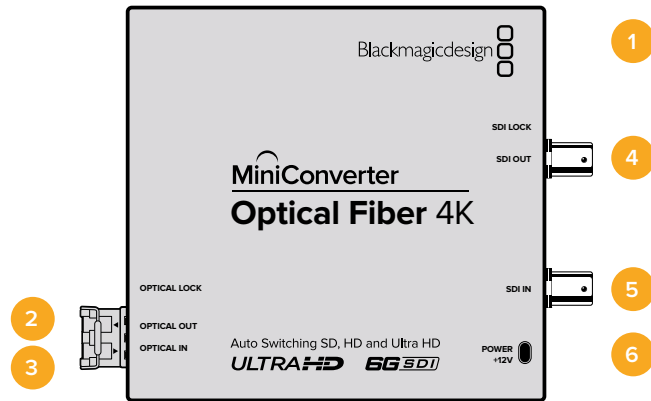 Blackmagicdesign
1
SDI LOCK
SDI OUT
4
MiniConverter
Optical Fiber 4K
OPTICAL LOCK
SDI IN
5
2
OPTICAL OUT
3
OPTICAL IN
Auto Switching SD, HD and Ultra HD
POWER
+12V
6
ULTRAHD 6G SDI